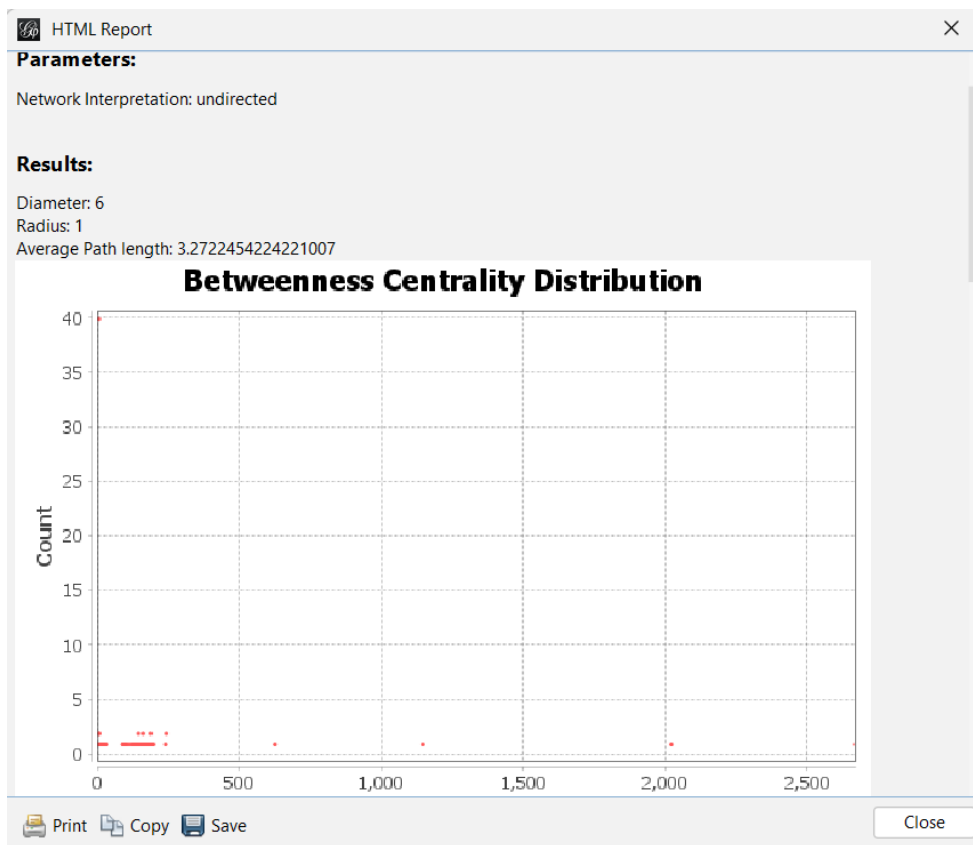 HTML Report
Parameters:
Network Interpretation: undirected
Results:
Diameter: 6
Radius: 1
Average Path length: 3.2722454224221007
Betweenness Centrality Distribution
40
35
30
25
20
15
10
5
0
Count
0 500 1,000 1,500 2,000 2,500
Print Copy Save Close